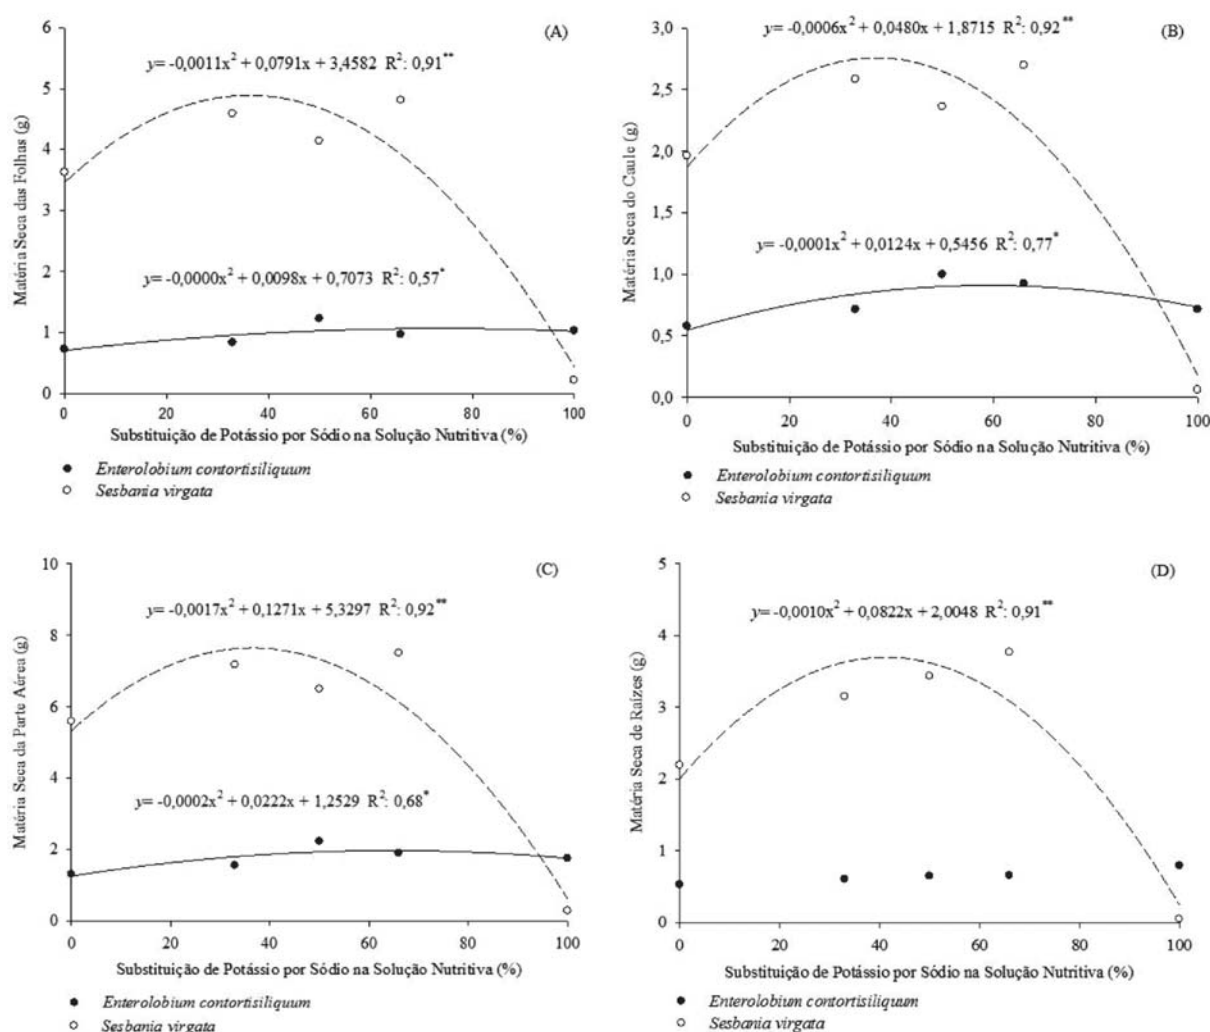 (A)
y= -0,0011x² + 0,0791x + 3,4582 R²: 0,91**
y= -0,0000x² + 0,0098x + 0,7073 R²: 0,57*
Matéria Seca das Folhas (g)
6
5
4
3
2
1
0
0 20 40 60 80 100
Substituição de Potássio por Sódio na Solução Nutritiva (%)
Enterolobium contortisiliquum
Sesbania virgata
(B)
y= -0,0006x² + 0,0480x + 1,8715 R²: 0,92**
y= -0,0001x² + 0,0124x + 0,5456 R²: 0,77*
Matéria Seca do Caule (g)
3,0
2,5
2,0
1,5
1,0
0,5
0,0
0 20 40 60 80 100
Substituição de Potássio por Sódio na Solução Nutritiva (%)
Enterolobium contortisiliquum
Sesbania virgata
(C)
y= -0,0017x² + 0,1271x + 5,3297 R²: 0,92**
y= -0,0002x² + 0,0222x + 1,2529 R²: 0,68*
Matéria Seca da Parte Aérea (g)
10
8
6
4
2
0
0 20 40 60 80 100
Substituição de Potássio por Sódio na Solução Nutritiva (%)
Enterolobium contortisiliquum
Sesbania virgata
(D)
y= -0,0010x² + 0,0822x + 2,0048 R²: 0,91**
Matéria Seca de Raízes (g)
5
4
3
2
1
0
0 20 40 60 80 100
Substituição de Potássio por Sódio na Solução Nutritiva (%)
Enterolobium contortisiliquum
Sesbania virgata